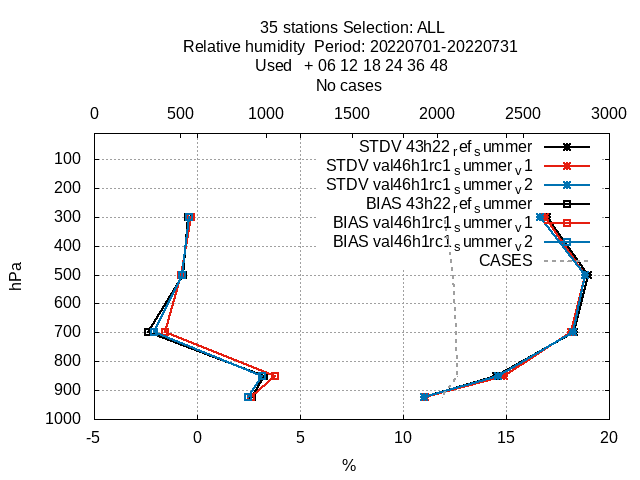 35 stations Selection: ALL
Relative humidity  Period: 20220701-20220731
Used   + 06 12 18 24 36 48
No cases
0 500 1000 1500 2000 2500 3000
STDV 43h22_ref_summer
STDV val46h1rc1_summer_v1
STDV val46h1rc1_summer_v2
BIAS 43h22_ref_summer
BIAS val46h1rc1_summer_v1
BIAS val46h1rc1_summer_v2
CASES
100
200
300
400
500
600
700
800
900
1000
hPa
-5 0 5 10 15 20
%